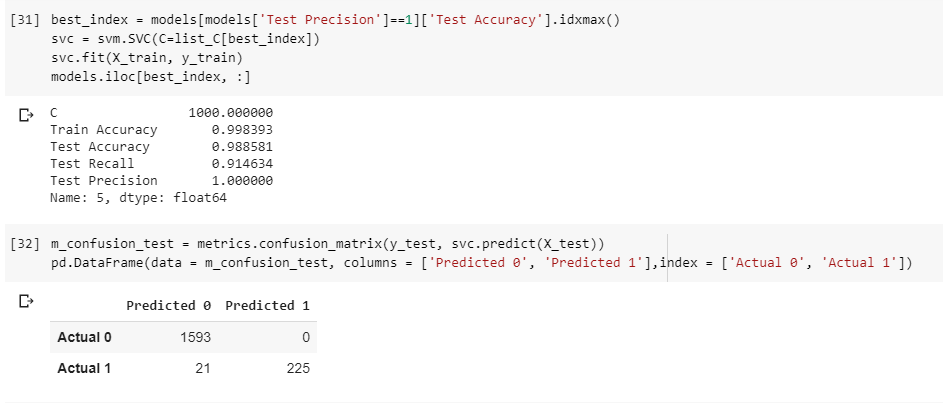 [31] best_index = models[models['Test Precision']==1]['Test Accuracy'].idxmax()
svc = svm.SVC(C=list_C[best_index])
svc.fit(X_train, y_train)
models.iloc[best_index, :]
C 1000.000000
Train Accuracy 0.998393
Test Accuracy 0.988581
Test Recall 0.914634
Test Precision 1.000000
Name: 5, dtype: float64
[32] m_confusion_test = metrics.confusion_matrix(y_test, svc.predict(X_test))
pd.DataFrame(data = m_confusion_test, columns = ['Predicted 0', 'Predicted 1'],index = ['Actual 0', 'Actual 1'])
Predicted 0 Predicted 1
Actual 0 1593 0
Actual 1 21 225